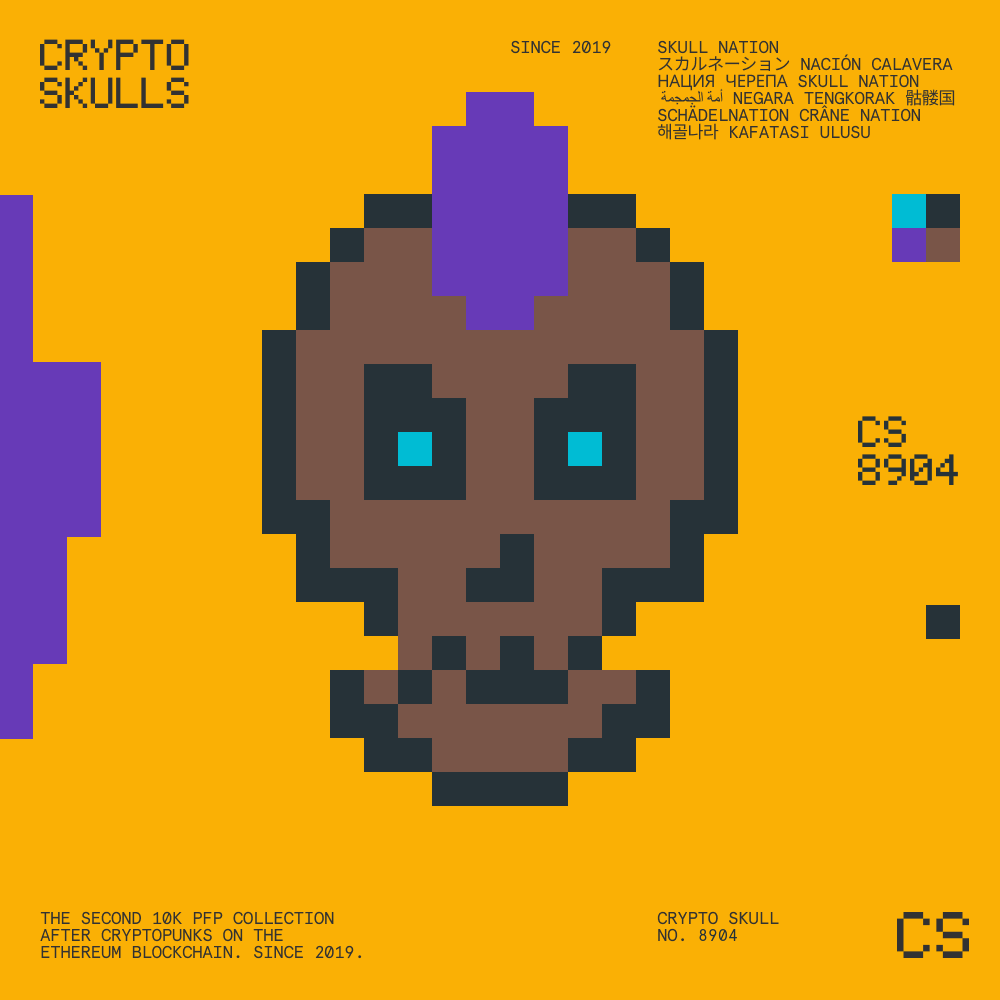 CRYPTO
SKULLS
SINCE 2019
SKULL NATION
スカルネーション NACIÓN CALAVERA
НАЦИЯ ЧЕРЕПА SKULL NATION
أمة الجمجمة NEGARA TENGKORAK 骷髅国
SCHÄDELNATION CRÂNE NATION
해골나라 KAFATASI ULUSU
CS
8904
THE SECOND 10K PFP COLLECTION
AFTER CRYPTOPUNKS ON THE
ETHEREUM BLOCKCHAIN. SINCE 2019.
CRYPTO SKULL
NO. 8904
CS